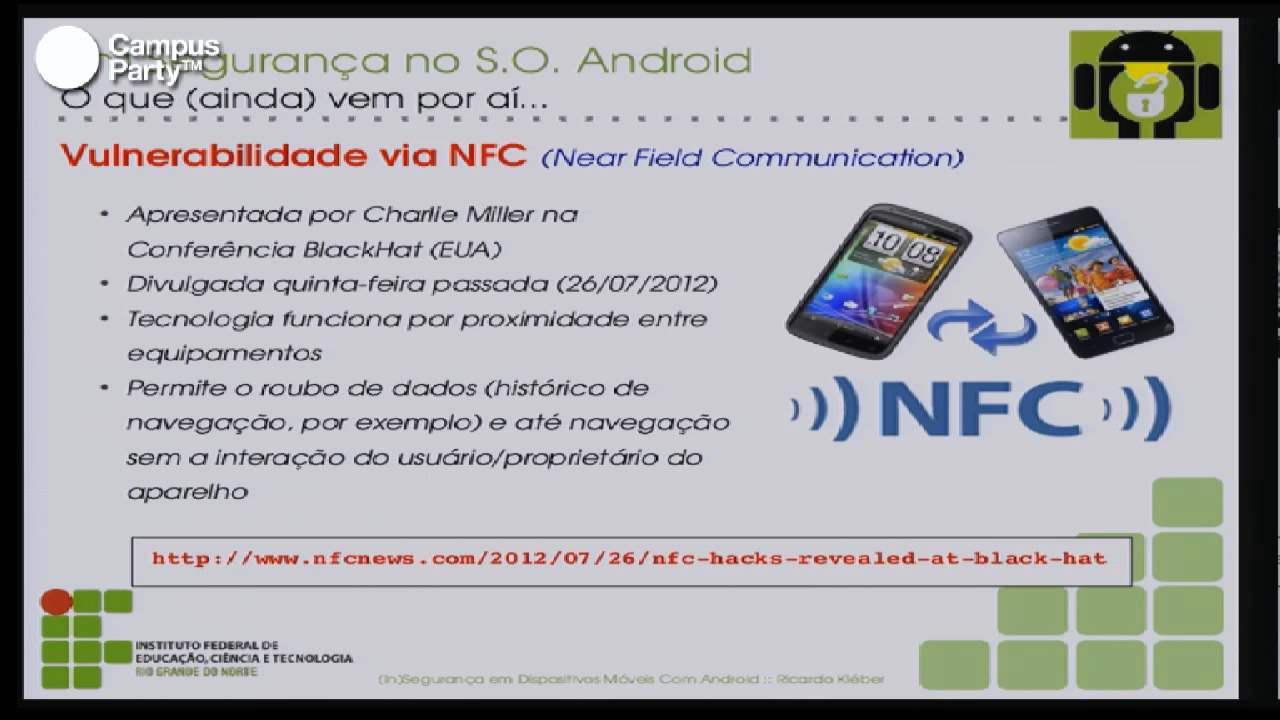 Campus
Party™
Segurança no S.O. Android
O que (ainda) vem por aí...
Vulnerabilidade via NFC (Near Field Communication)
• Apresentada por Charlie Miller na
Conferência BlackHat (EUA)
• Divulgada quinta-feira passada (26/07/2012)
• Tecnologia funciona por proximidade entre
equipamentos
• Permite o roubo de dados (histórico de
navegação, por exemplo) e até navegação
sem a interação do usuário/proprietário do
aparelho
10 08
NFC
http://www.nfcnews.com/2012/07/26/nfc-hacks-revealed-at-black-hat
INSTITUTO FEDERAL DE
EDUCAÇÃO, CIÊNCIA E TECNOLOGIA
RIO GRANDE DO NORTE
(In)Segurança em Dispositivos Móveis Com Android :: Ricardo Kléber